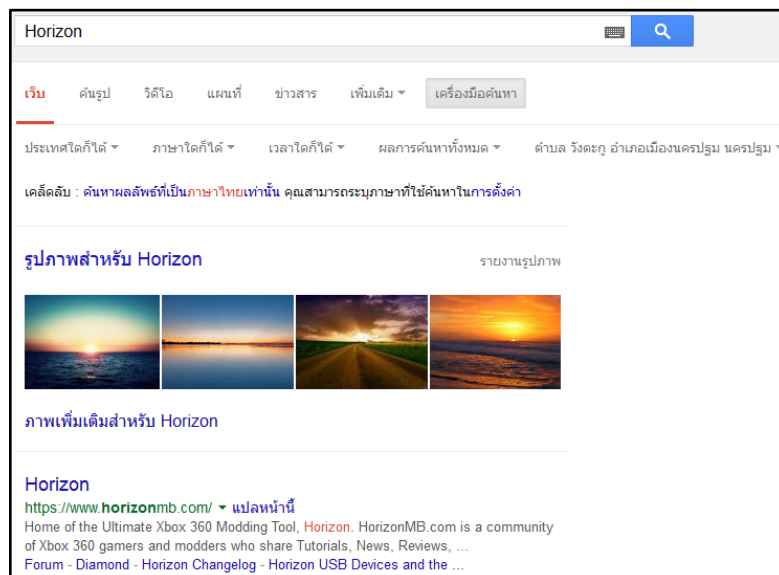 Horizon
เว็บ ค้นรูป วิดีโอ แผนที่ ข่าวสาร เพิ่มเติม เครื่องมือค้นหา
ประเทศใดก็ได้ ภาษาใดก็ได้ เวลาใดก็ได้ ผลการค้นหาทั้งหมด ตำบล วังตะกู อำเภอเมืองนครปฐม นครปฐม
เคล็ดลับ : ค้นหาผลลัพธ์ที่เป็นภาษาไทยเท่านั้น คุณสามารถระบุภาษาที่ใช้ค้นหาในการตั้งค่า
รูปภาพสำหรับ Horizon รายงานรูปภาพ
ภาพเพิ่มเติมสำหรับ Horizon
Horizon
https://www.horizonmb.com/ แปลหน้านี้
Home of the Ultimate Xbox 360 Modding Tool, Horizon. HorizonMB.com is a community
of Xbox 360 gamers and modders who share Tutorials, News, Reviews, ...
Forum - Diamond - Horizon Changelog - Horizon USB Devices and the ...